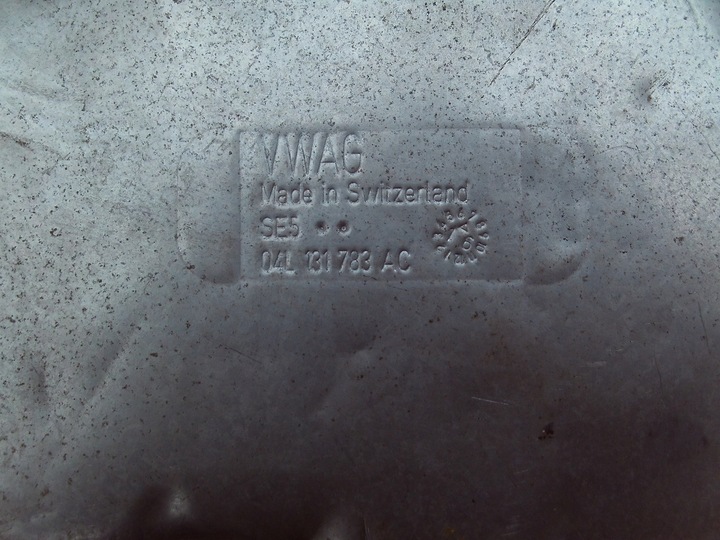 VWAG
Made in Switzerland
SE5
04L 131 783 AC